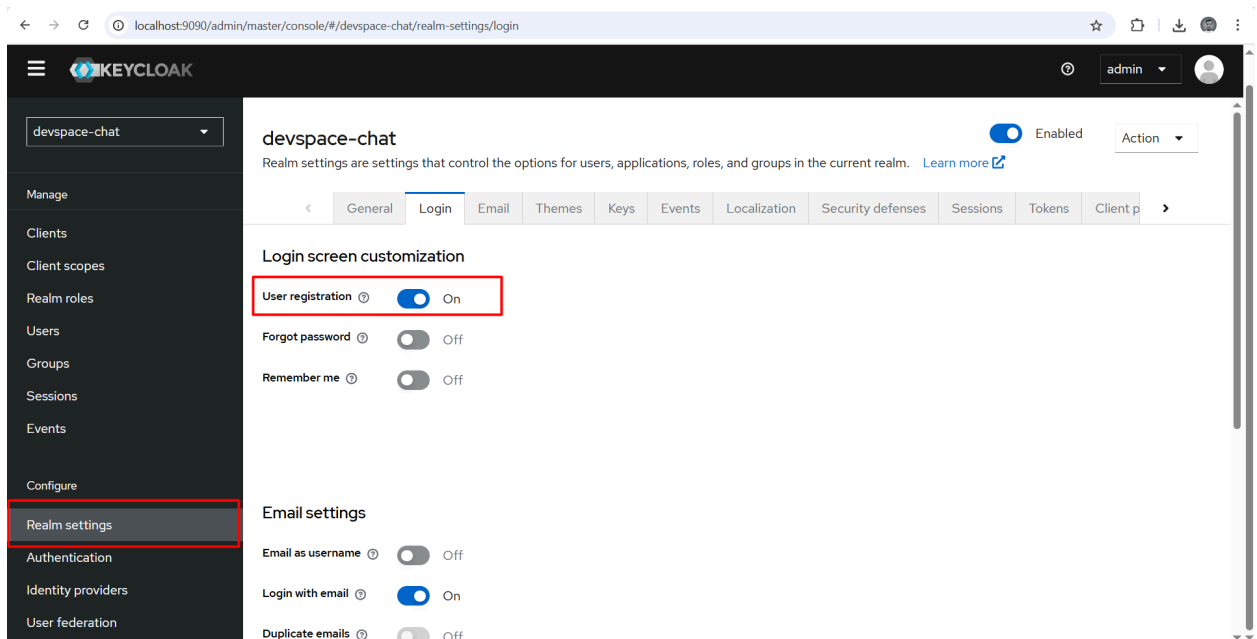 localhost:9090/admin/master/console/#/devspace-chat/realm-settings/login
KEYCLOAK
admin
devspace-chat
Manage
Clients
Client scopes
Realm roles
Users
Groups
Sessions
Events
Configure
Realm settings
Authentication
Identity providers
User federation
devspace-chat
Enabled
Action
Realm settings are settings that control the options for users, applications, roles, and groups in the current realm. Learn more
General Login Email Themes Keys Events Localization Security defenses Sessions Tokens Client p
Login screen customization
User registration On
Forgot password Off
Remember me Off
Email settings
Email as username Off
Login with email On
Duplicate emails Off